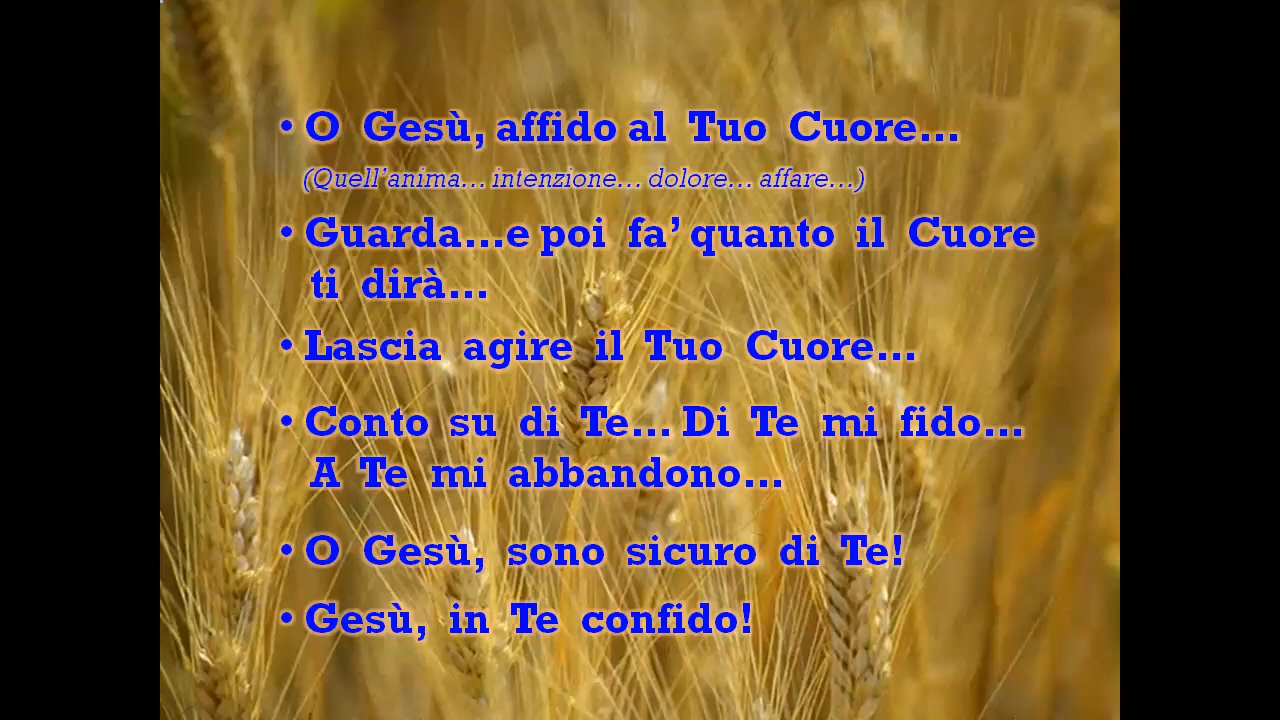 • O Gesù, affido al Tuo Cuore...
(Quell'anima... intenzione... dolore... affare...)
• Guarda...e poi fa' quanto il Cuore
ti dirà...
• Lascia agire il Tuo Cuore...
• Conto su di Te... Di Te mi fido...
A Te mi abbandono...
• O Gesù, sono sicuro di Te!
• Gesù, in Te confido!